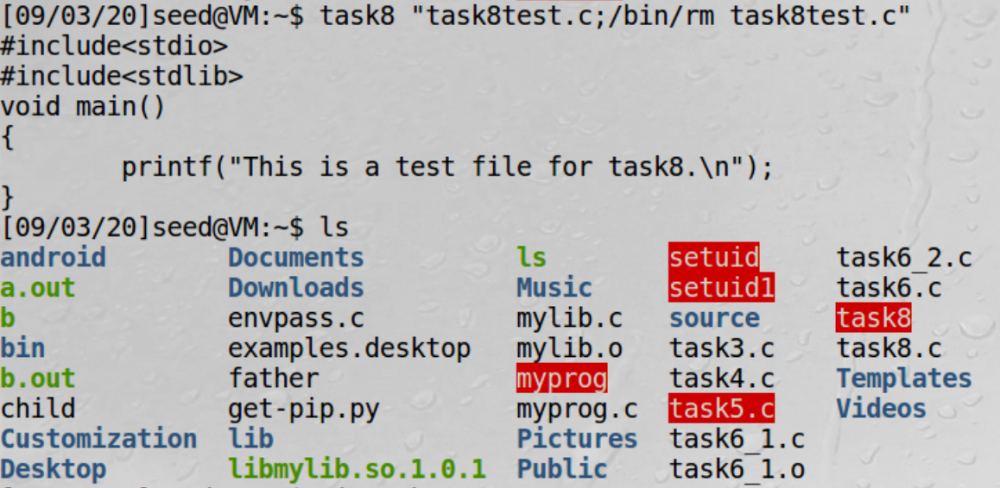 [09/03/20]seed@VM:~$ task8 "task8test.c;/bin/rm task8test.c"
#include<stdio>
#include<stdlib>
void main()
{
        printf("This is a test file for task8.\n");
}
[09/03/20]seed@VM:~$ ls
android        Documents         ls        setuid    task6_2.c
a.out          Downloads         Music     setuid1   task6.c
b              envpass.c         mylib.c   source    task8
bin            examples.desktop  mylib.o   task3.c   task8.c
b.out          father            myprog    task4.c   Templates
child          get-pip.py        myprog.c  task5.c   Videos
Customization  lib               Pictures  task6_1.c
Desktop        libmylib.so.1.0.1 Public    task6_1.o